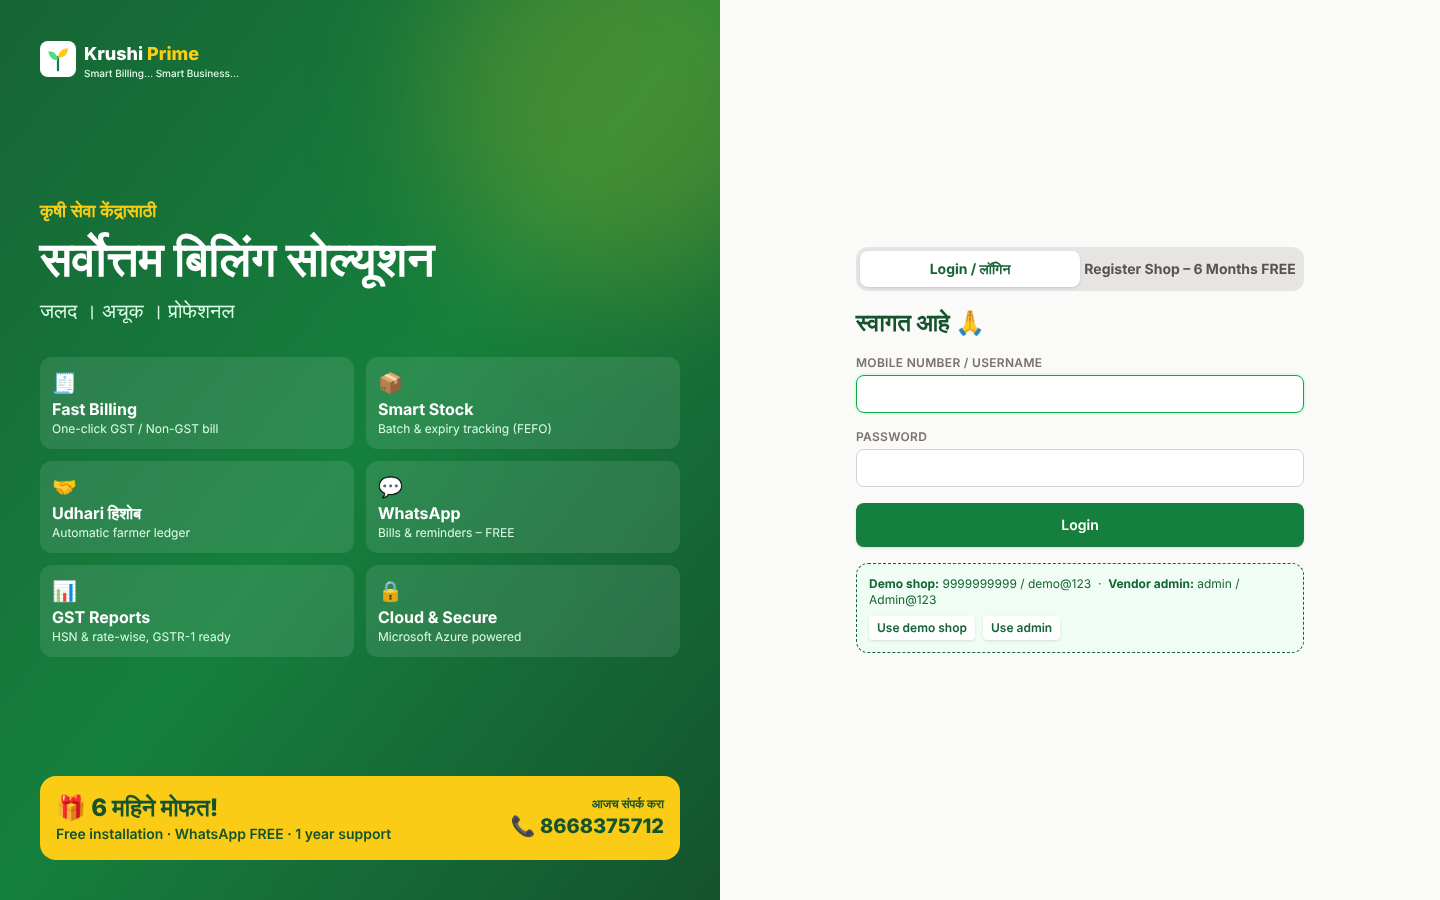 Krushi Prime
Smart Billing... Smart Business...
कृषी सेवा केंद्रासाठी
सर्वोत्तम बिलिंग सोल्यूशन
जलद । अचूक । प्रोफेशनल
Fast Billing
One-click GST / Non-GST bill
Smart Stock
Batch & expiry tracking (FEFO)
Udhari हिशोब
Automatic farmer ledger
WhatsApp
Bills & reminders – FREE
GST Reports
HSN & rate-wise, GSTR-1 ready
Cloud & Secure
Microsoft Azure powered
6 महिने मोफत!
Free installation · WhatsApp FREE · 1 year support
आजच संपर्क करा
8668375712
Login / लॉगिन
Register Shop – 6 Months FREE
स्वागत आहे
MOBILE NUMBER / USERNAME
PASSWORD
Login
Demo shop: 9999999999 / demo@123 · Vendor admin: admin /
Admin@123
Use demo shop
Use admin